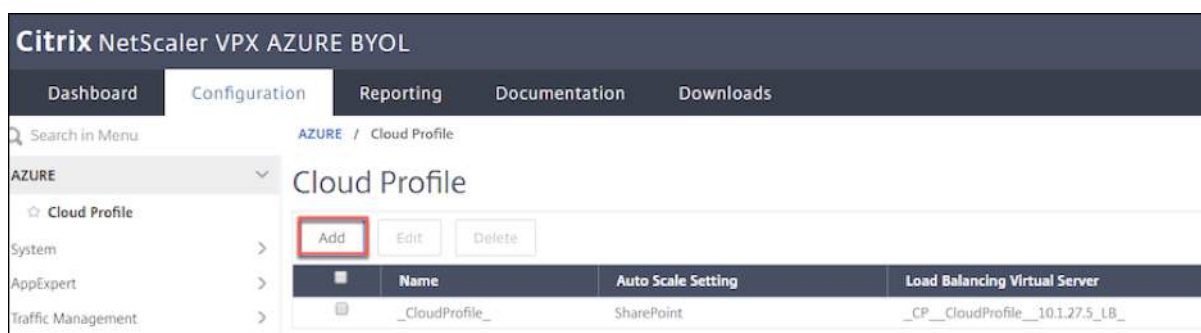 Citrix NetScaler VPX AZURE BYOL
Dashboard Configuration Reporting Documentation Downloads
Search in Menu
AZURE / Cloud Profile
AZURE
Cloud Profile
Cloud Profile
Add Edit Delete
System
AppExpert
Traffic Management
Name Auto Scale Setting Load Balancing Virtual Server
_CloudProfile_ SharePoint _CP__CloudProfile__10.1.27.5_LB_